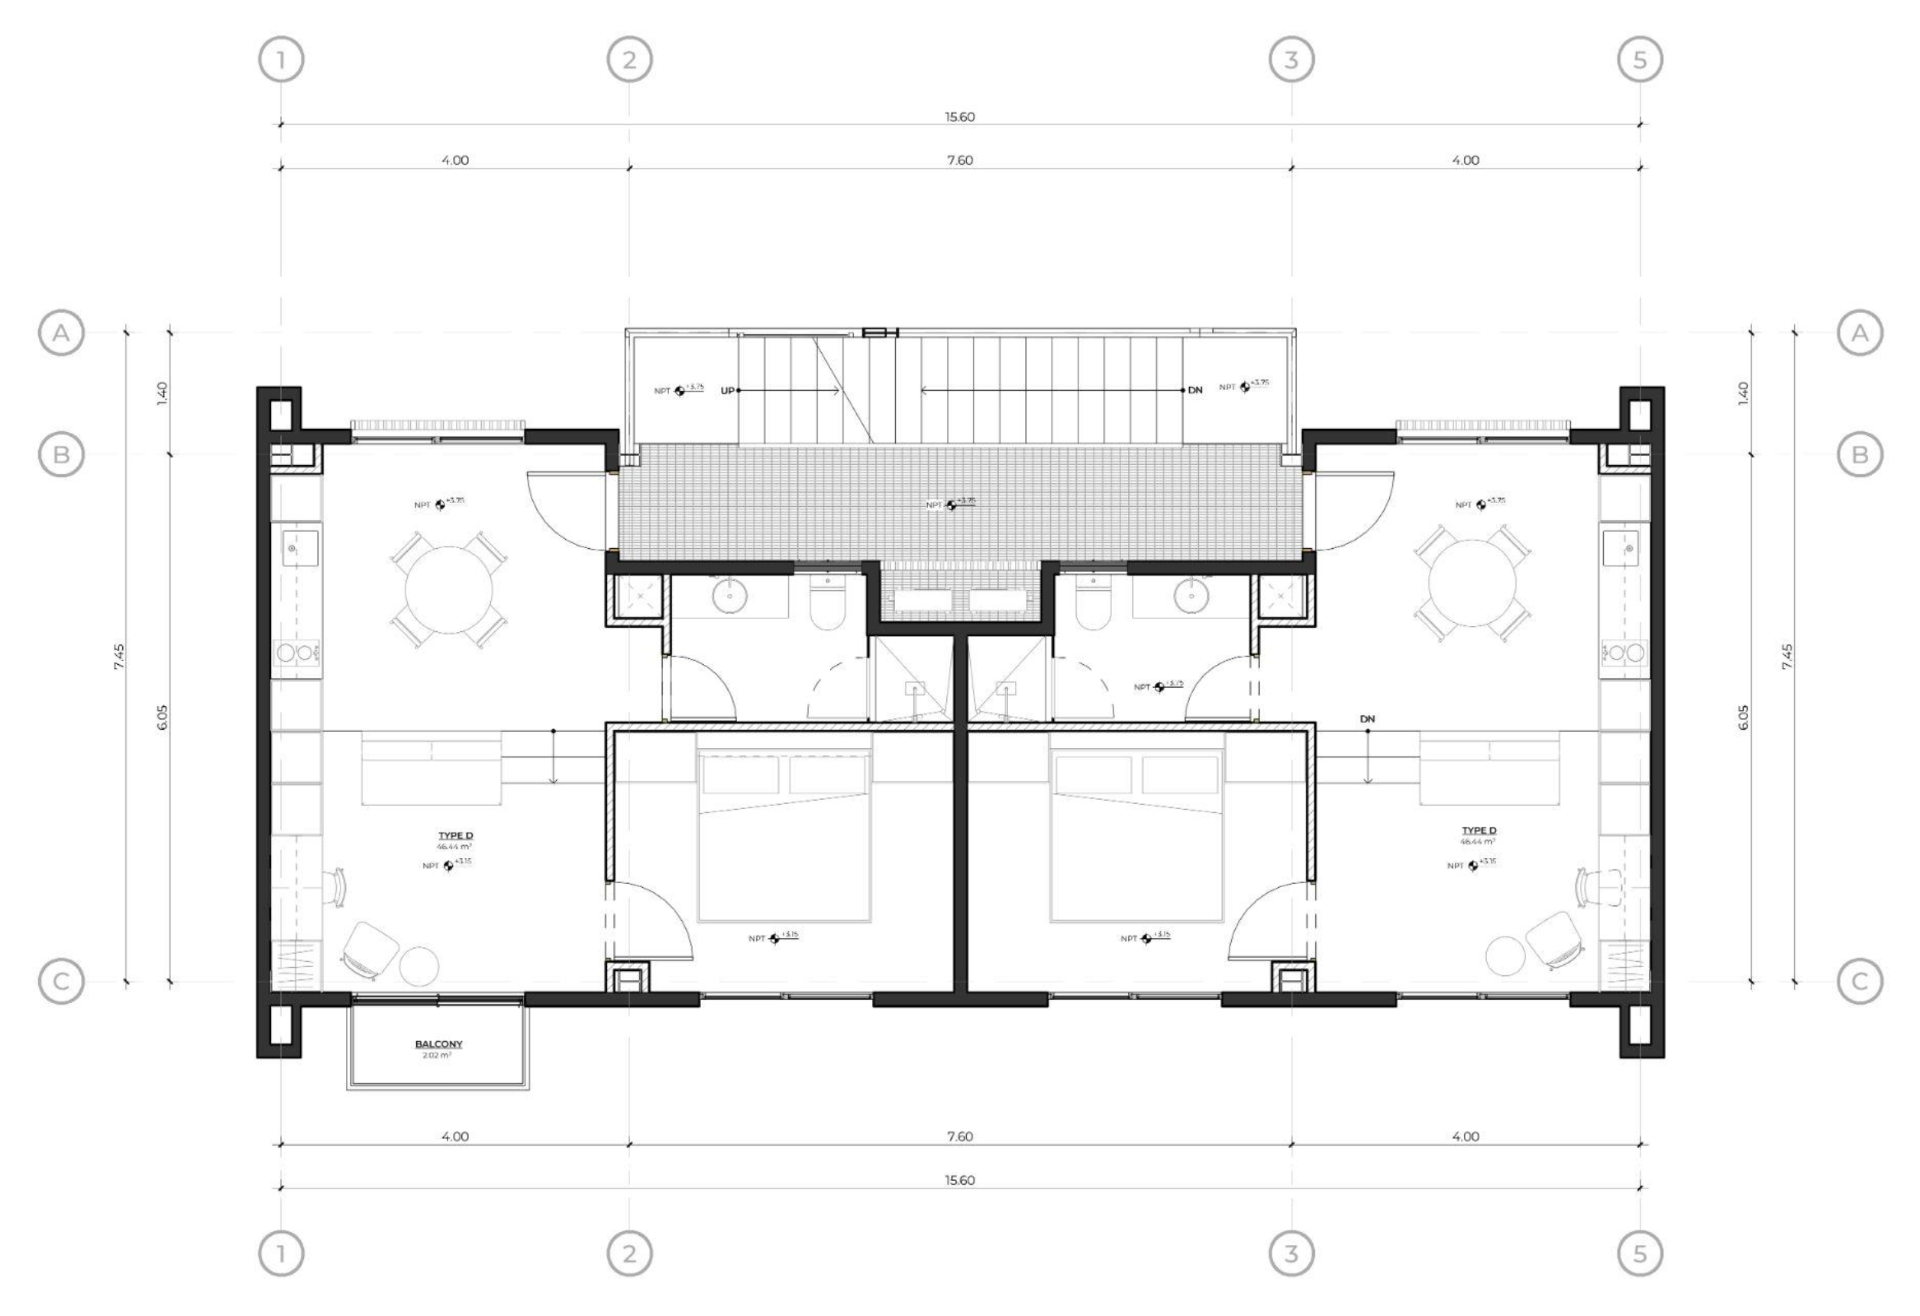 1 2 3 5
15.60
4.00 7.60 4.00
A A
1.40 1.40
NPT +3.75 UP DN NPT +3.75
B B
NPT +3.75 NPT +3.75 NPT +3.75
7.45 7.45
6.05 6.05
NPT +3.75
DN
TYPE D TYPE D
46.44 m² 46.44 m²
NPT +3.15 NPT +3.15
NPT +3.15 NPT +3.15
C C
BALCONY
2.02 m²
4.00 7.60 4.00
15.60
1 2 3 5